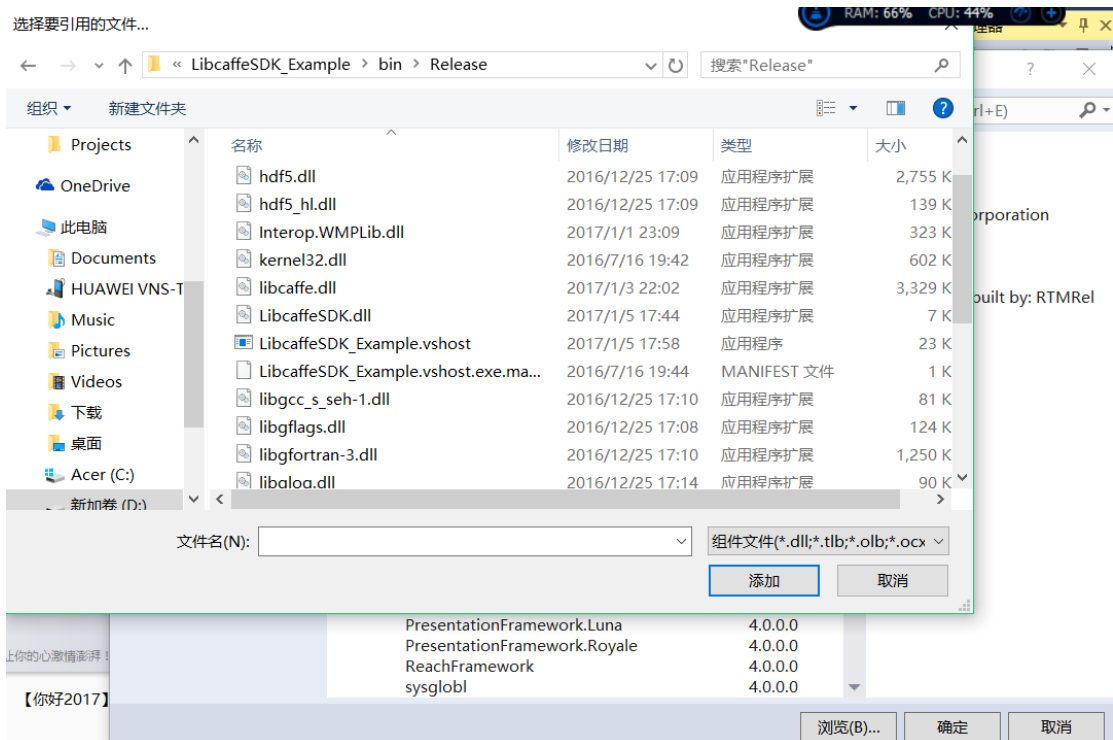 选择要引用的文件...
RAM: 66% CPU: 44%
« LibcaffeSDK_Example > bin > Release
搜索"Release"
rl+E)
组织 新建文件夹
Projects
OneDrive
此电脑
Documents
HUAWEI VNS-T
Music
Pictures
Videos
下载
桌面
Acer (C:)
新加卷 (D:)
名称 修改日期 类型 大小
hdf5.dll 2016/12/25 17:09 应用程序扩展 2,755 K
hdf5_hl.dll 2016/12/25 17:09 应用程序扩展 139 K
Interop.WMPLib.dll 2017/1/1 23:09 应用程序扩展 323 K
kernel32.dll 2016/7/16 19:42 应用程序扩展 602 K
libcaffe.dll 2017/1/3 22:02 应用程序扩展 3,329 K
LibcaffeSDK.dll 2017/1/5 17:44 应用程序扩展 7 K
LibcaffeSDK_Example.vshost 2017/1/5 17:58 应用程序 23 K
LibcaffeSDK_Example.vshost.exe.ma... 2016/7/16 19:44 MANIFEST 文件 1 K
libgcc_s_seh-1.dll 2016/12/25 17:10 应用程序扩展 81 K
libgflags.dll 2016/12/25 17:08 应用程序扩展 124 K
libgfortran-3.dll 2016/12/25 17:10 应用程序扩展 1,250 K
libglog.dll 2016/12/25 17:14 应用程序扩展 90 K
orporation
built by: RTMRel
文件名(N):
组件文件(*.dll;*.tlb;*.olb;*.ocx
添加 取消
PresentationFramework.Luna 4.0.0.0
PresentationFramework.Royale 4.0.0.0
ReachFramework 4.0.0.0
sysglobl 4.0.0.0
让你的心激情澎湃!
【你好2017】
浏览(B)... 确定 取消